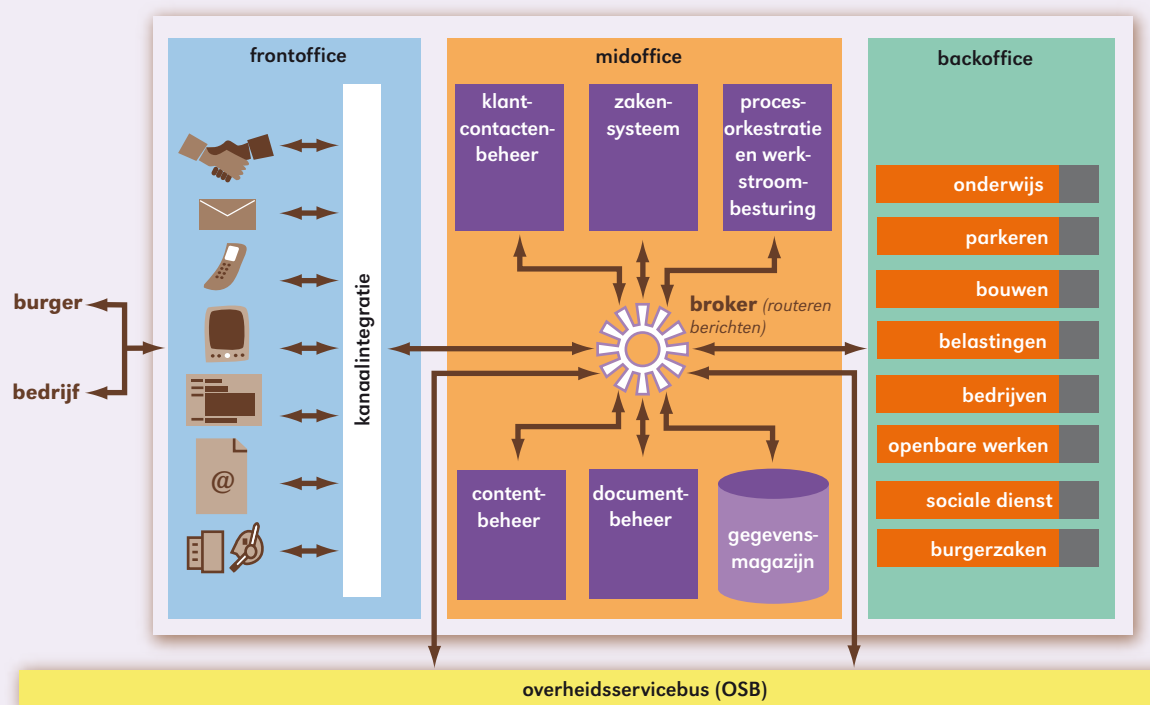 frontoffice
midoffice
backoffice
klant-
contacten-
beheer
zaken-
systeem
proces-
orkestratie
en werk-
stroom-
besturing
onderwijs
parkeren
bouwen
belastingen
bedrijven
openbare werken
sociale dienst
burgerzaken
burger
bedrijf
kanaalintegratie
broker (routeren
berichten)
@
content-
beheer
document-
beheer
gegevens-
magazijn
overheidsservicebus (OSB)